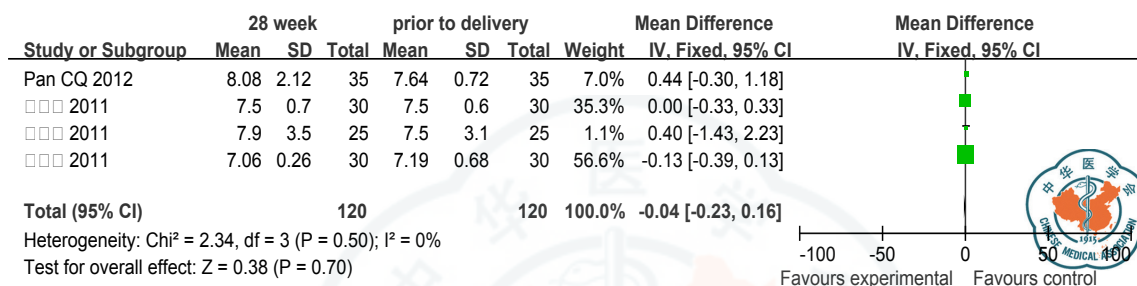 28 week prior to delivery Mean Difference Mean Difference
Study or Subgroup Mean SD Total Mean SD Total Weight IV, Fixed, 95% CI IV, Fixed, 95% CI
Pan CQ 2012 8.08 2.12 35 7.64 0.72 35 7.0% 0.44 [-0.30, 1.18]
□□□ 2011 7.5 0.7 30 7.5 0.6 30 35.3% 0.00 [-0.33, 0.33]
□□□ 2011 7.9 3.5 25 7.5 3.1 25 1.1% 0.40 [-1.43, 2.23]
□□□ 2011 7.06 0.26 30 7.19 0.68 30 56.6% -0.13 [-0.39, 0.13]
Total (95% CI) 120 120 100.0% -0.04 [-0.23, 0.16]
Heterogeneity: Chi² = 2.34, df = 3 (P = 0.50); I² = 0%
Test for overall effect: Z = 0.38 (P = 0.70)
-100 -50 0 50 100
Favours experimental Favours control
中华医学会
CHINESE MEDICAL ASSOCIATION
1915